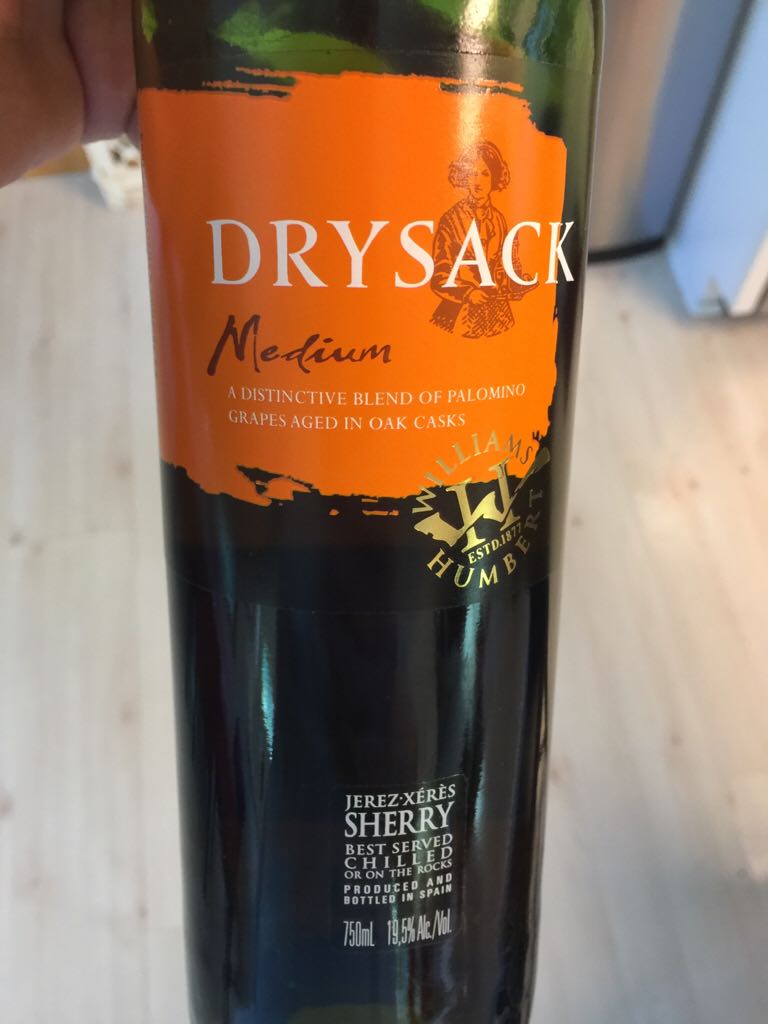 DRYSACK
Medium
A DISTINCTIVE BLEND OF PALOMINO
GRAPES AGED IN OAK CASKS
WILLIAMS
W
ESTD.1877
HUMBERT
JEREZ·XÉRÈS
SHERRY
BEST SERVED
CHILLED
OR ON THE ROCKS
PRODUCED AND
BOTTLED IN SPAIN
750mL 19,5% Alc./Vol.